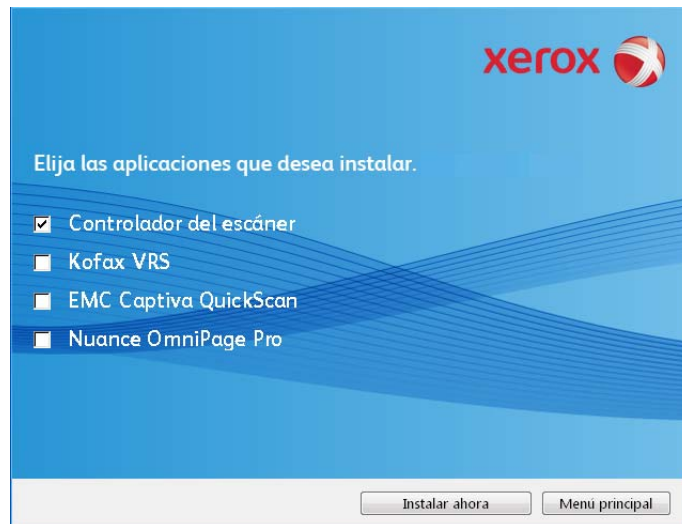 xerox
Elija las aplicaciones que desea instalar.
Controlador del escáner
Kofax VRS
EMC Captiva QuickScan
Nuance OmniPage Pro
Instalar ahora
Menú principal